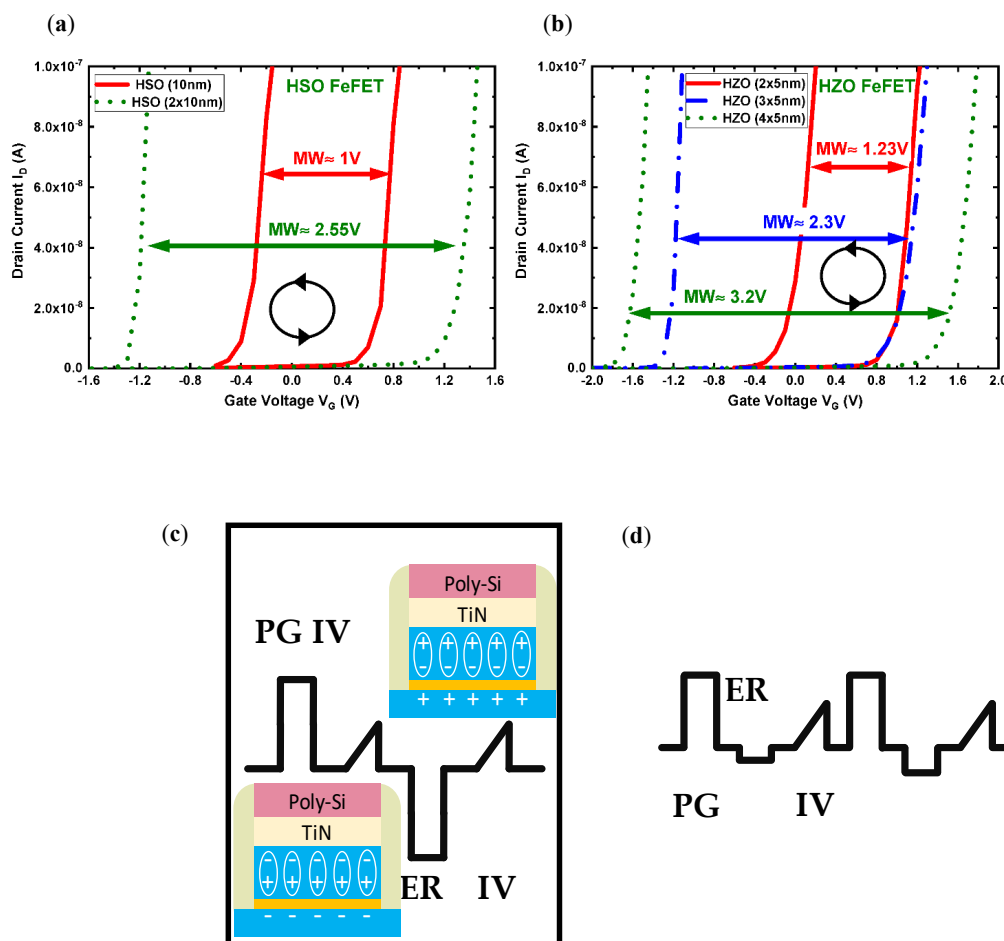 (a)
1.0x10⁻⁷
8.0x10⁻⁸
6.0x10⁻⁸
4.0x10⁻⁸
2.0x10⁻⁸
0.0
Drain Current I_D (A)
HSO (10nm)
HSO (2x10nm)
HSO FeFET
MW≈ 1V
MW≈ 2.55V
-1.6 -1.2 -0.8 -0.4 0.0 0.4 0.8 1.2 1.6
Gate Voltage V_G (V)
(b)
1.0x10⁻⁷
8.0x10⁻⁸
6.0x10⁻⁸
4.0x10⁻⁸
2.0x10⁻⁸
0.0
Drain Current I_D (A)
HZO (2x5nm)
HZO (3x5nm)
HZO (4x5nm)
HZO FeFET
MW≈ 1.23V
MW≈ 2.3V
MW≈ 3.2V
-2.0 -1.6 -1.2 -0.8 -0.4 0.0 0.4 0.8 1.2 1.6 2.0
Gate Voltage V_G (V)
(c)
Poly-Si
TiN
+ + + + +
- - - - -
+ + + + +
PG IV
Poly-Si
TiN
- - - - -
+ + + + +
- - - - -
ER IV
(d)
ER
PG IV